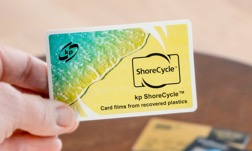 kp
ShoreCycle
kp ShoreCycle™
Card films from recovered plastics